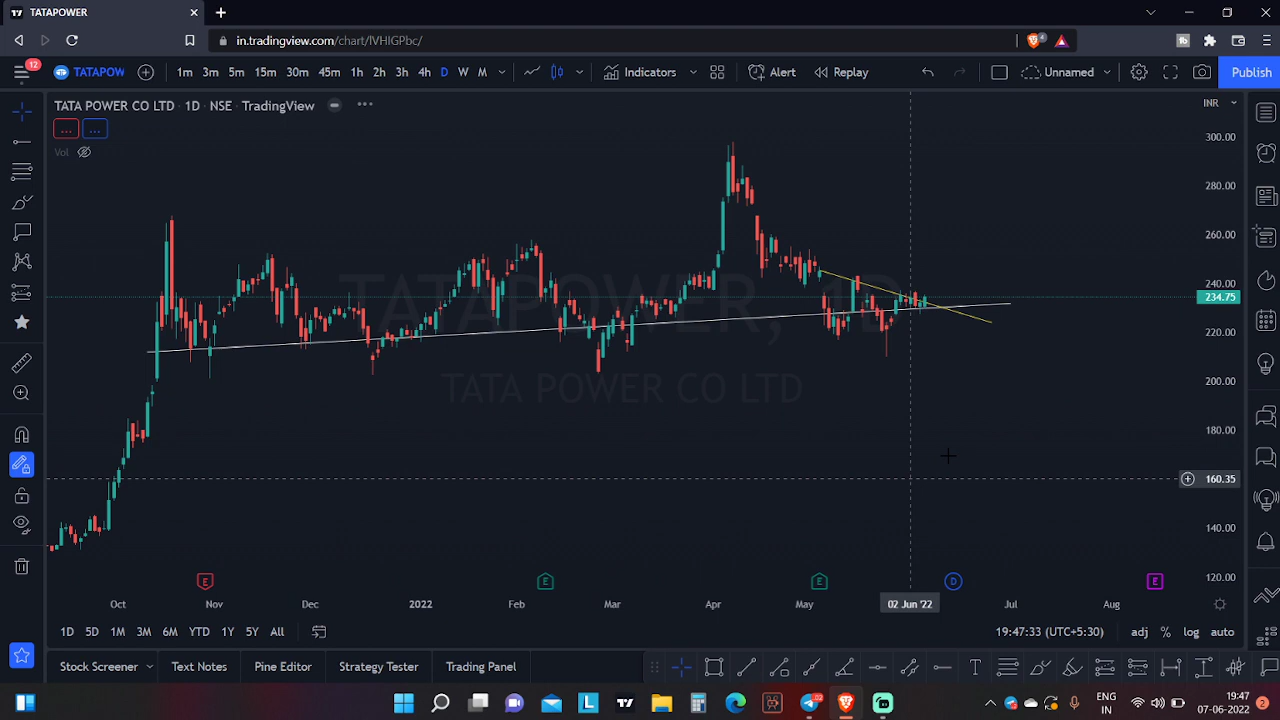 TATAPOWER
in.tradingview.com/chart/lVHlGPbc/
12
TATAPOW
1m 3m 5m 15m 30m 45m 1h 2h 3h 4h D W M
Indicators
Alert
Replay
Unnamed
Publish
TATA POWER CO LTD · 1D · NSE · TradingView
INR
... ...
Vol
300.00
280.00
260.00
240.00
234.75
220.00
200.00
180.00
160.35
140.00
120.00
TATAPOWER, 1D
TATA POWER CO LTD
E E E D E
Oct Nov Dec 2022 Feb Mar Apr May 02 Jun '22 Jul Aug
1D 5D 1M 3M 6M YTD 1Y 5Y All
19:47:33 (UTC+5:30)
adj % log auto
Stock Screener
Text Notes
Pine Editor
Strategy Tester
Trading Panel
ENG
IN
19:47
07-06-2022